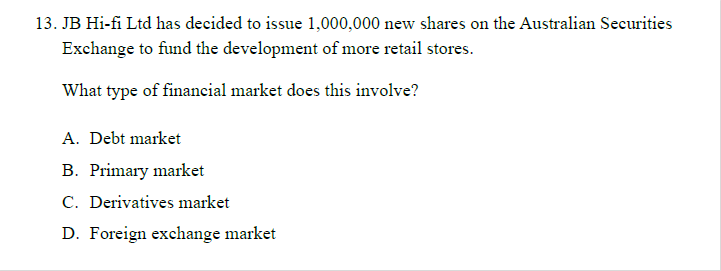 13. JB Hi-fi Ltd has decided to issue 1,000,000 new shares on the Australian Securities
Exchange to fund the development of more retail stores.
What type of financial market does this involve?
A. Debt market
B. Primary market
C. Derivatives market
D. Foreign exchange market